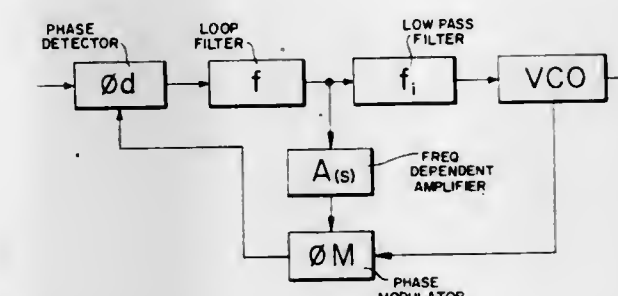 PHASE
DETECTOR
LOOP
FILTER
LOW PASS
FILTER
Ød
f
fi
VCO
A(S)
FREQ
DEPENDENT
AMPLIFIER
ØM
PHASE
MODULATOR